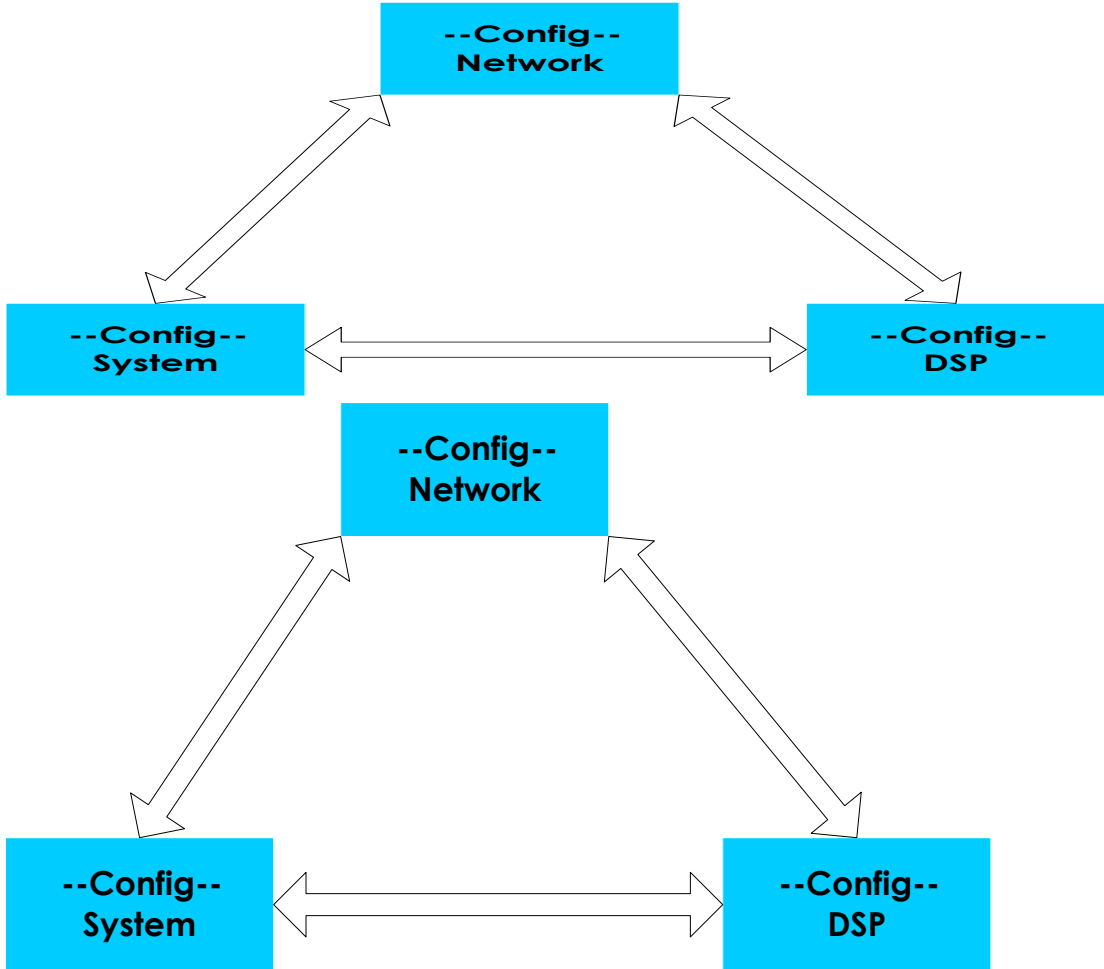 --Config--
Network
--Config--
System
--Config--
DSP
--Config--
Network
--Config--
System
--Config--
DSP